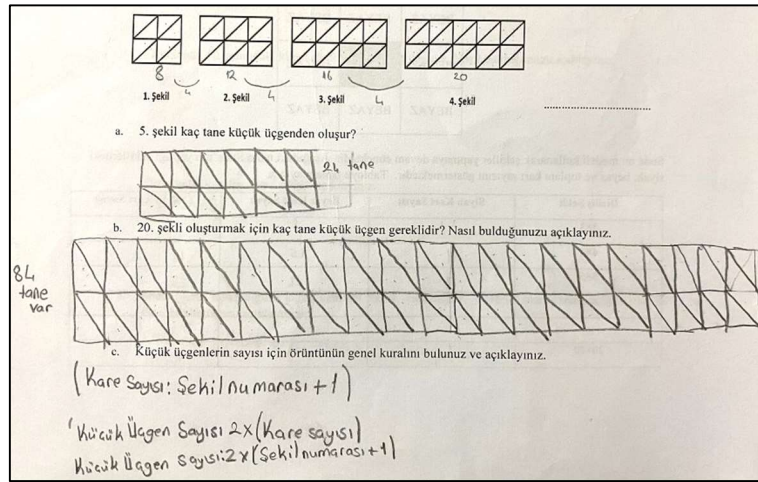 8 12 16 20
4 4 4
1. Şekil 2. Şekil 3. Şekil 4. Şekil ..............................
a. 5. şekil kaç tane küçük üçgenden oluşur?
24 tane
b. 20. şekli oluşturmak için kaç tane küçük üçgen gereklidir? Nasıl bulduğunuzu açıklayınız.
84
tane
var
c. Küçük üçgenlerin sayısı için örüntünün genel kuralını bulunuz ve açıklayınız.
(Kare Sayısı: Şekil numarası +1)
Küçük Üçgen Sayısı 2x(Kare sayısı)
Küçük Üçgen sayısı:2x(Şekil numarası+1)